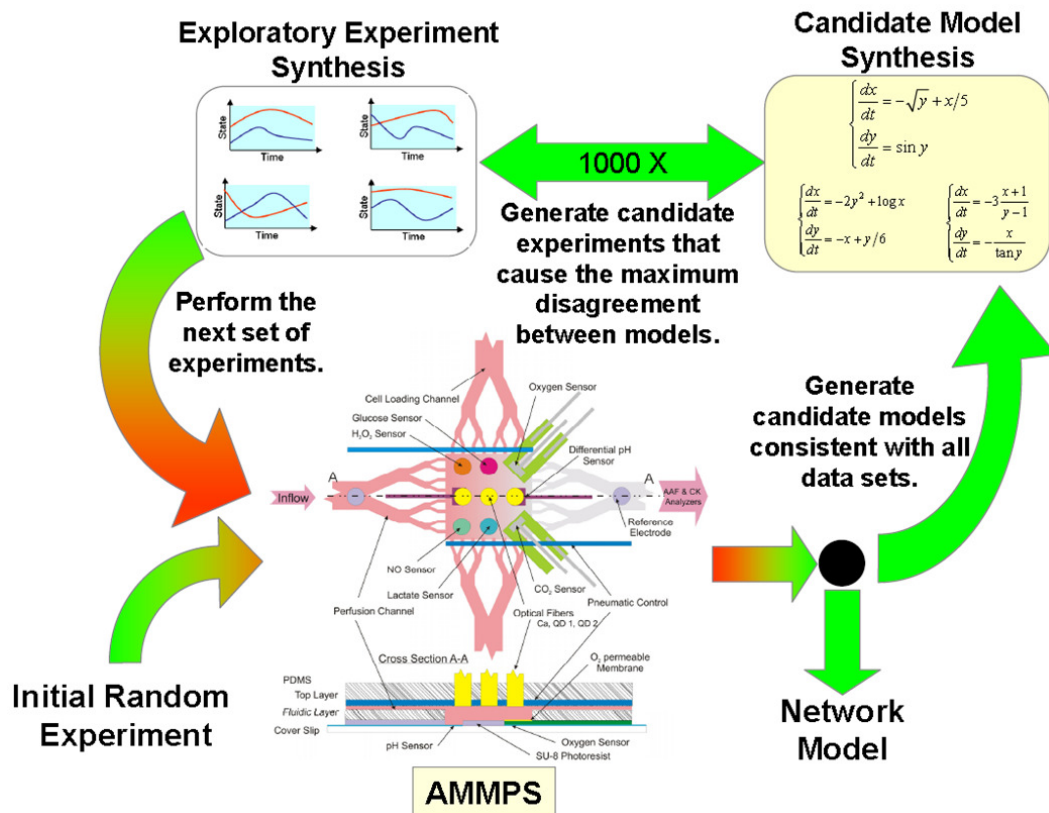 Exploratory Experiment
Synthesis
State
Time
State
Time
State
Time
State
Time
Candidate Model
Synthesis
dx/dt = -√y + x/5
dy/dt = sin y
dx/dt = -2y² + log x
dy/dt = -x + y/6
dx/dt = -3 (x+1)/(y-1)
dy/dt = - x/tan y
1000 X
Generate candidate
experiments that
cause the maximum
disagreement
between models.
Perform the
next set of
experiments.
Generate
candidate models
consistent with all
data sets.
Cell Loading Channel
Oxygen Sensor
Glucose Sensor
H₂O₂ Sensor
Differential pH
Sensor
A
A
Inflow
AAF & CK
Analyzers
Reference
Electrode
NO Sensor
CO₂ Sensor
Lactate Sensor
Perfusion Channel
Optical Fibers
Ca, QD 1, QD 2
Pneumatic Control
Cross Section A-A
O₂ permeable
Membrane
PDMS
Top Layer
Fluidic Layer
Cover Slip
pH Sensor
Oxygen Sensor
SU-8 Photoresist
Initial Random
Experiment
Network
Model
AMMPS